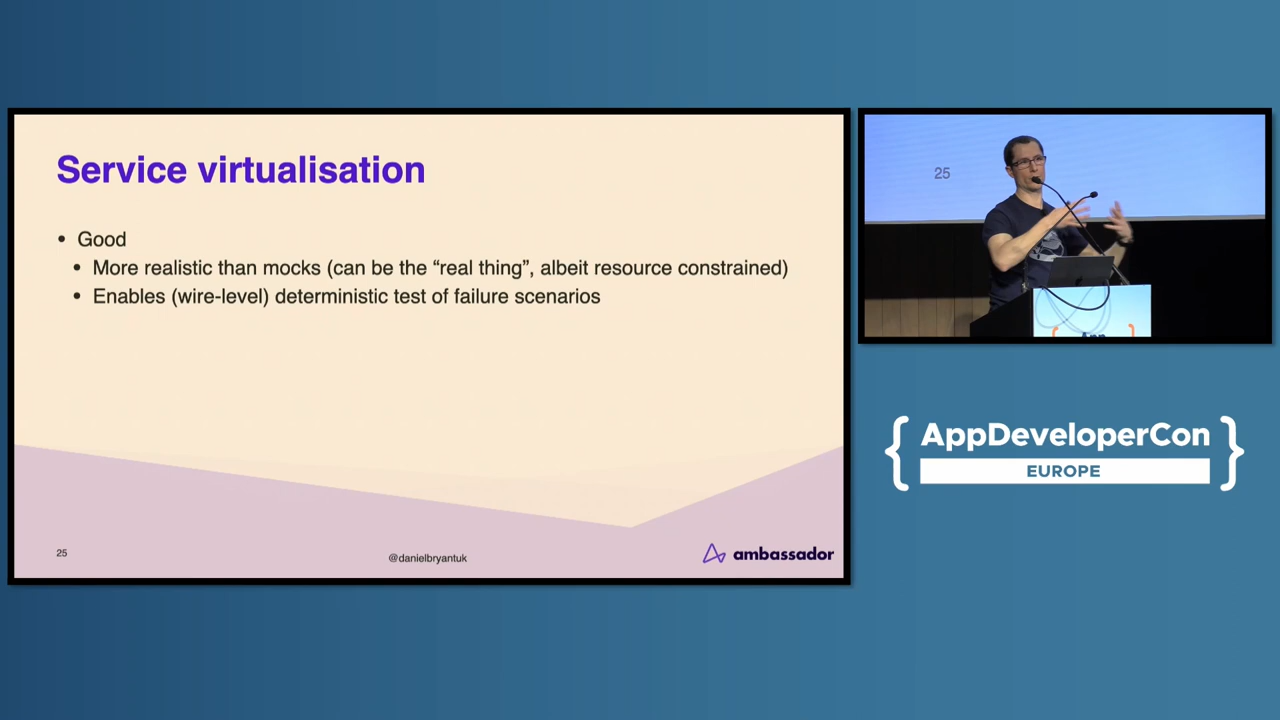 Service virtualisation
• Good
• More realistic than mocks (can be the “real thing”, albeit resource constrained)
• Enables (wire-level) deterministic test of failure scenarios
25
@danielbryantuk
ambassador
25
App
{ AppDeveloperCon }
EUROPE